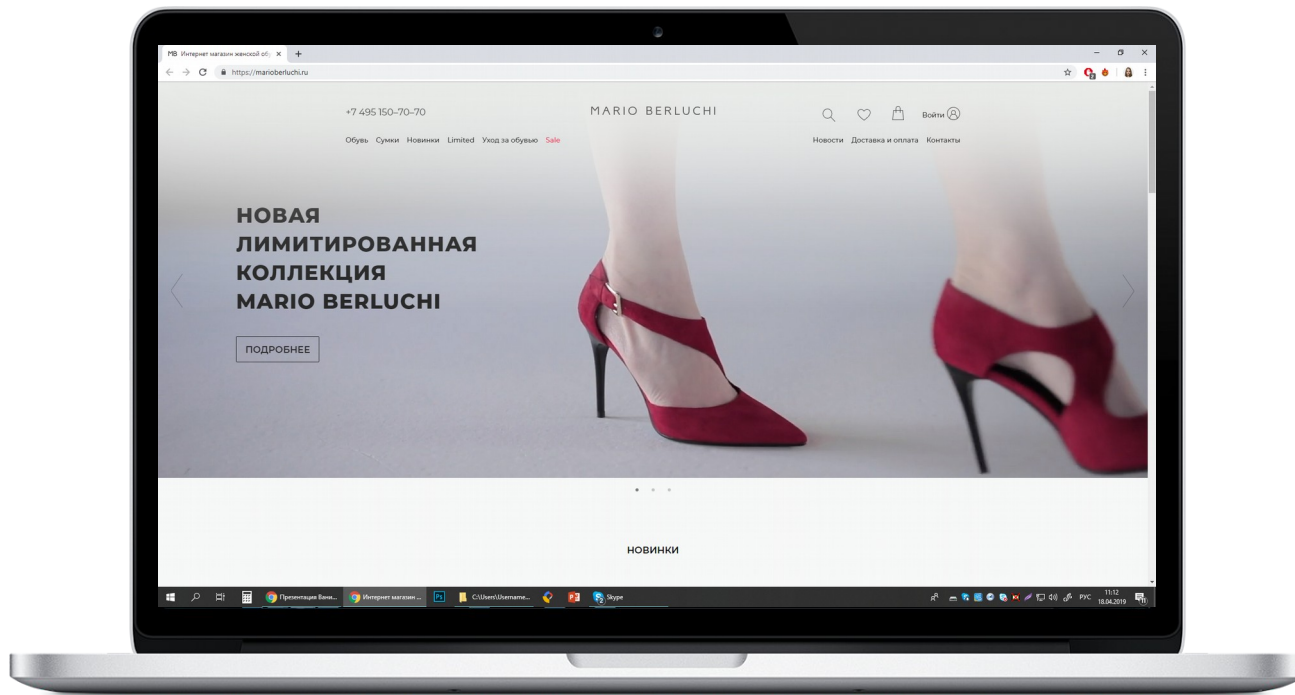 MB Интернет магазин женской обу
https://marioberluchi.ru
+7 495 150–70–70
MARIO BERLUCHI
Войти
Обувь Сумки Новинки Limited Уход за обувью Sale
Новости Доставка и оплата Контакты
НОВАЯ
ЛИМИТИРОВАННАЯ
КОЛЛЕКЦИЯ
MARIO BERLUCHI
ПОДРОБНЕЕ
НОВИНКИ
Презентация Вани... Интернет магазин ... Ps C:\Users\Username... Skype
РУС 11:12
18.04.2019